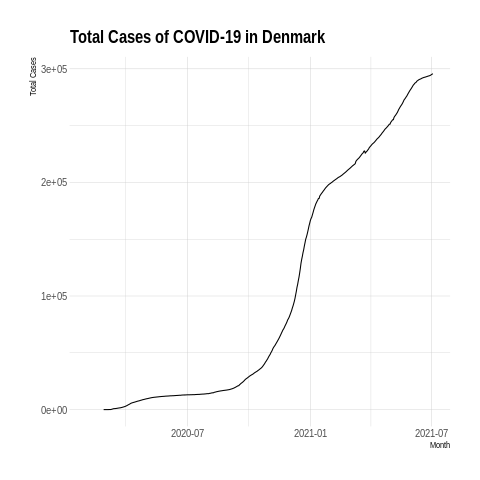 Total Cases of COVID-19 in Denmark
Total Cases
3e+05
2e+05
1e+05
0e+00
2020-07 2021-01 2021-07
Month